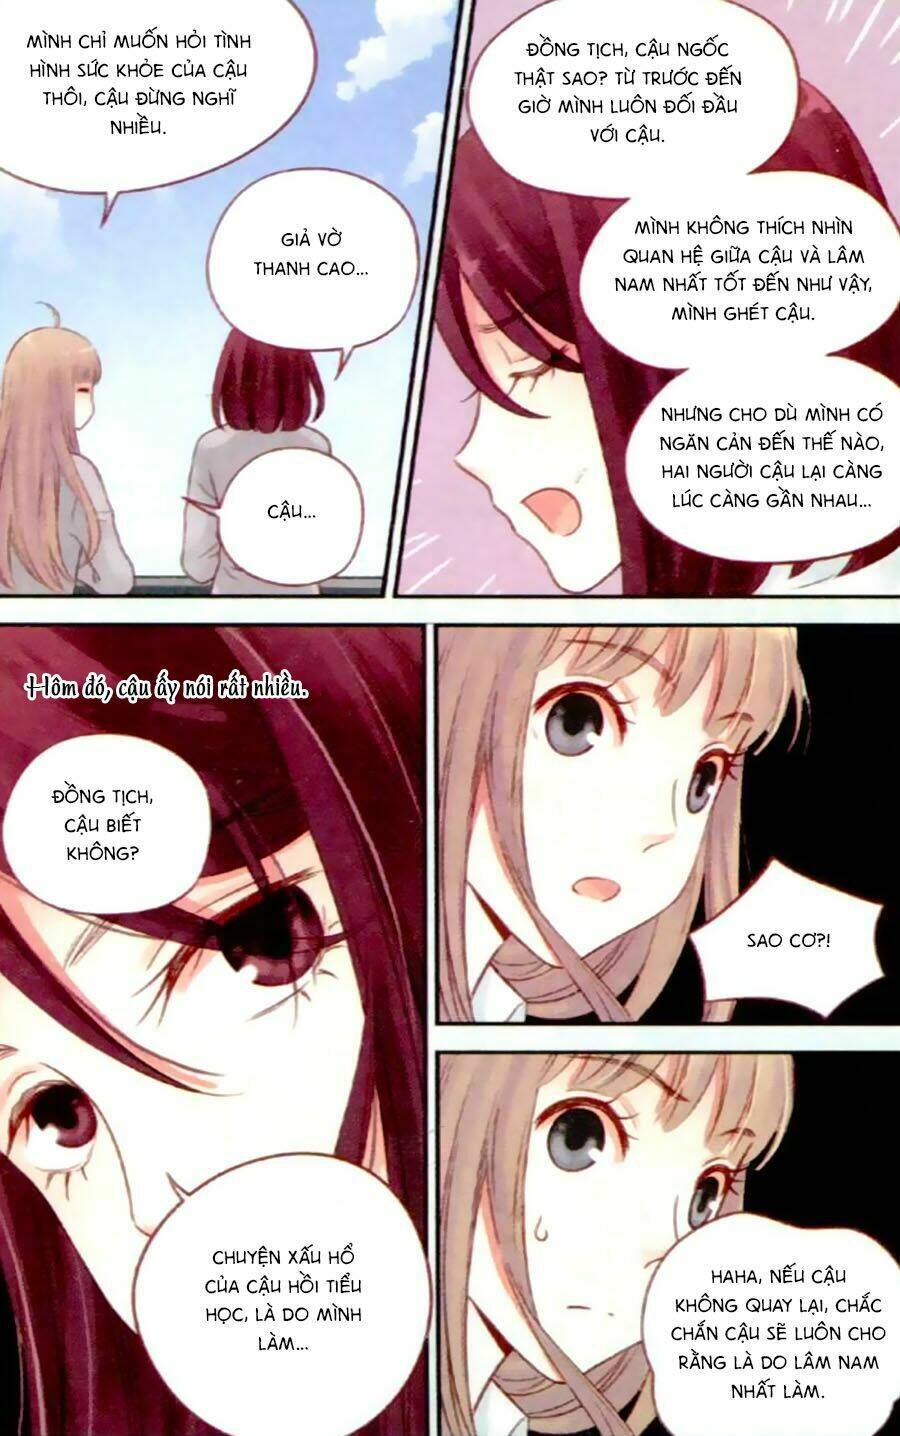 MÌNH CHỈ MUỐN HỎI TÌNH
HÌNH SỨC KHỎE CỦA CẬU
THÔI, CẬU ĐỪNG NGHĨ
NHIỀU.
GIẢ VỜ
THANH CAO...
CẬU...
ĐỒNG TỊCH, CẬU NGỐC
THẬT SAO? TỪ TRƯỚC ĐẾN
GIỜ MÌNH LUÔN ĐỐI ĐẦU
VỚI CẬU.
MÌNH KHÔNG THÍCH NHÌN
QUAN HỆ GIỮA CẬU VÀ LÂM
NAM NHẤT TỐT ĐẾN NHƯ VẬY,
MÌNH GHÉT CẬU.
NHƯNG CHO DÙ MÌNH CÓ
NGĂN CẢN ĐẾN THẾ NÀO,
HAI NGƯỜI CẬU LẠI CÀNG
LÚC CÀNG GẦN NHAU...
Hôm đó, cậu ấy nói rất nhiều.
ĐỒNG TỊCH,
CẬU BIẾT
KHÔNG?
CHUYỆN XẤU HỔ
CỦA CẬU HỒI TIỂU
HỌC, LÀ DO MÌNH
LÀM...
SAO CƠ?!
HAHA, NẾU CẬU
KHÔNG QUAY LẠI, CHẮC
CHẮN CẬU SẼ LUÔN CHO
RẰNG LÀ DO LÂM NAM
NHẤT LÀM.